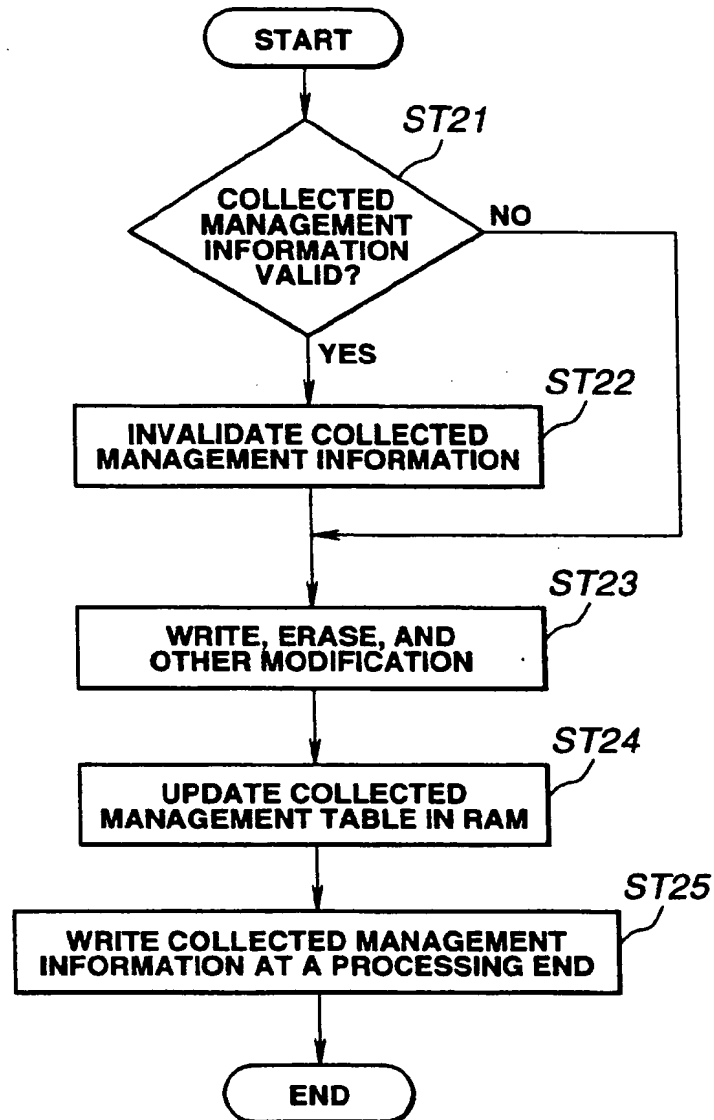 START
ST21
COLLECTED
MANAGEMENT
INFORMATION
VALID?
NO
YES
ST22
INVALIDATE COLLECTED
MANAGEMENT INFORMATION
ST23
WRITE, ERASE, AND
OTHER MODIFICATION
ST24
UPDATE COLLECTED
MANAGEMENT TABLE IN RAM
ST25
WRITE COLLECTED MANAGEMENT
INFORMATION AT A PROCESSING END
END